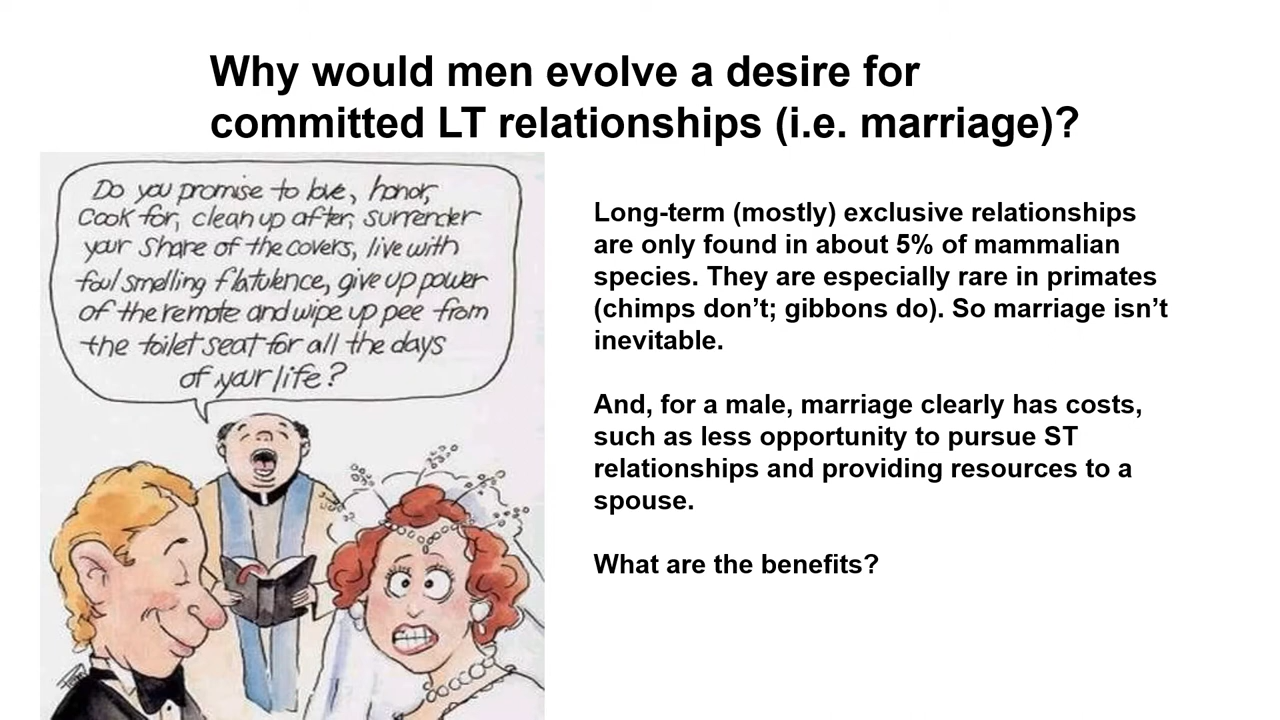 Why would men evolve a desire for
committed LT relationships (i.e. marriage)?
Do you promise to love, honor,
Cook for, clean up after, surrender
your share of the covers, live with
foul smelling flatulence, give up power
of the remote and wipe up pee from
the toilet seat for all the days
of your life?
Long-term (mostly) exclusive relationships
are only found in about 5% of mammalian
species. They are especially rare in primates
(chimps don’t; gibbons do). So marriage isn’t
inevitable.
And, for a male, marriage clearly has costs,
such as less opportunity to pursue ST
relationships and providing resources to a
spouse.
What are the benefits?